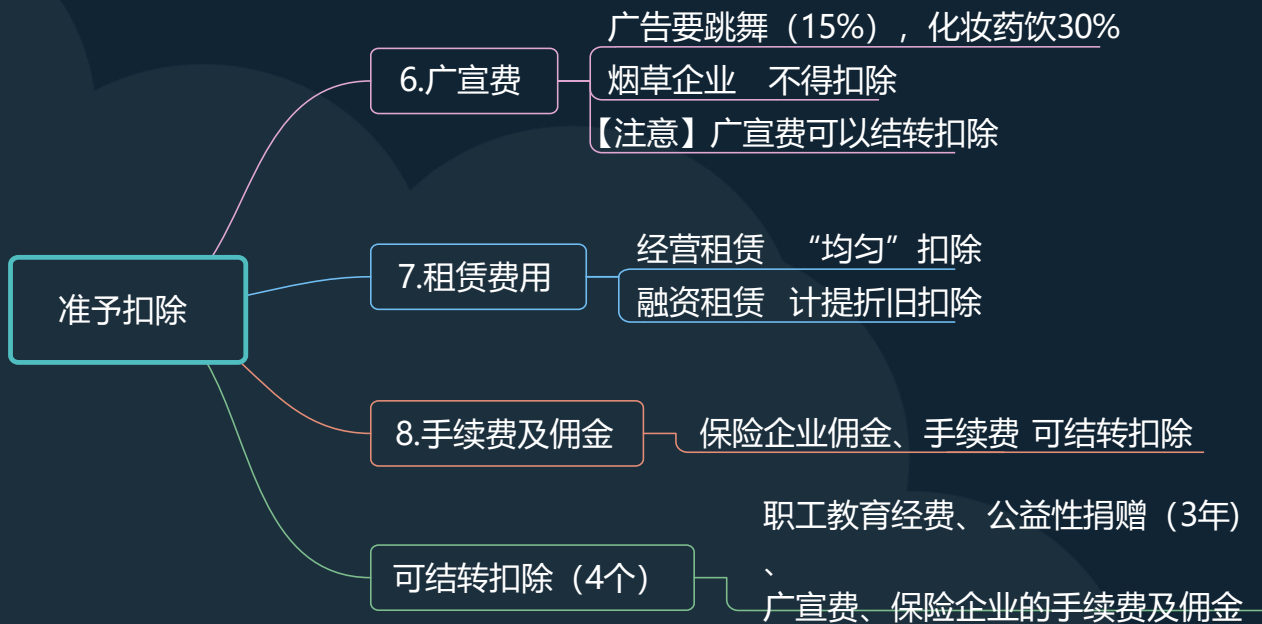 准予扣除
6.广宣费
广告要跳舞（15%），化妆药饮30%
烟草企业 不得扣除
【注意】广宣费可以结转扣除
7.租赁费用
经营租赁 “均匀”扣除
融资租赁 计提折旧扣除
8.手续费及佣金
保险企业佣金、手续费 可结转扣除
可结转扣除（4个）
职工教育经费、公益性捐赠（3年)
、
广宣费、保险企业的手续费及佣金